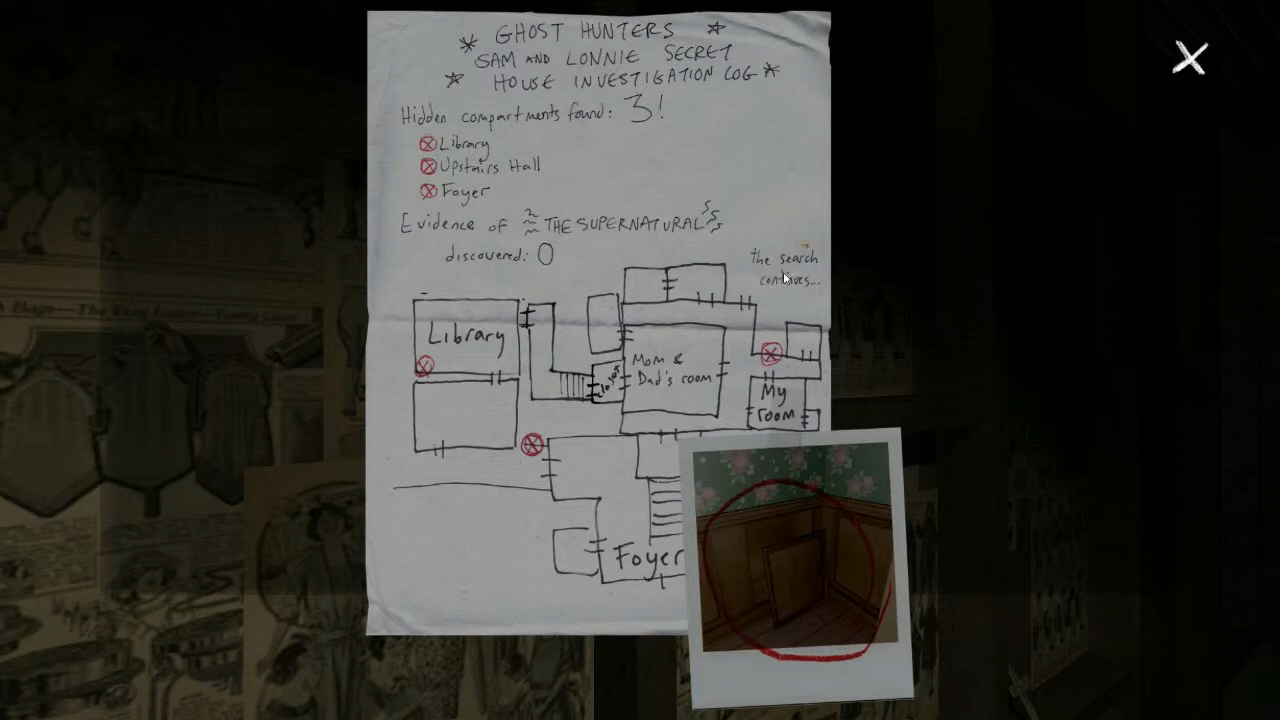 GHOST HUNTERS
SAM AND LONNIE SECRET
HOUSE INVESTIGATION LOG
Hidden compartments found: 3!
Library
Upstairs Hall
Foyer
Evidence of THE SUPERNATURAL
discovered: 0
the search
continues...
Library
Mom &
Dad's room
closet
My
room
Foyer